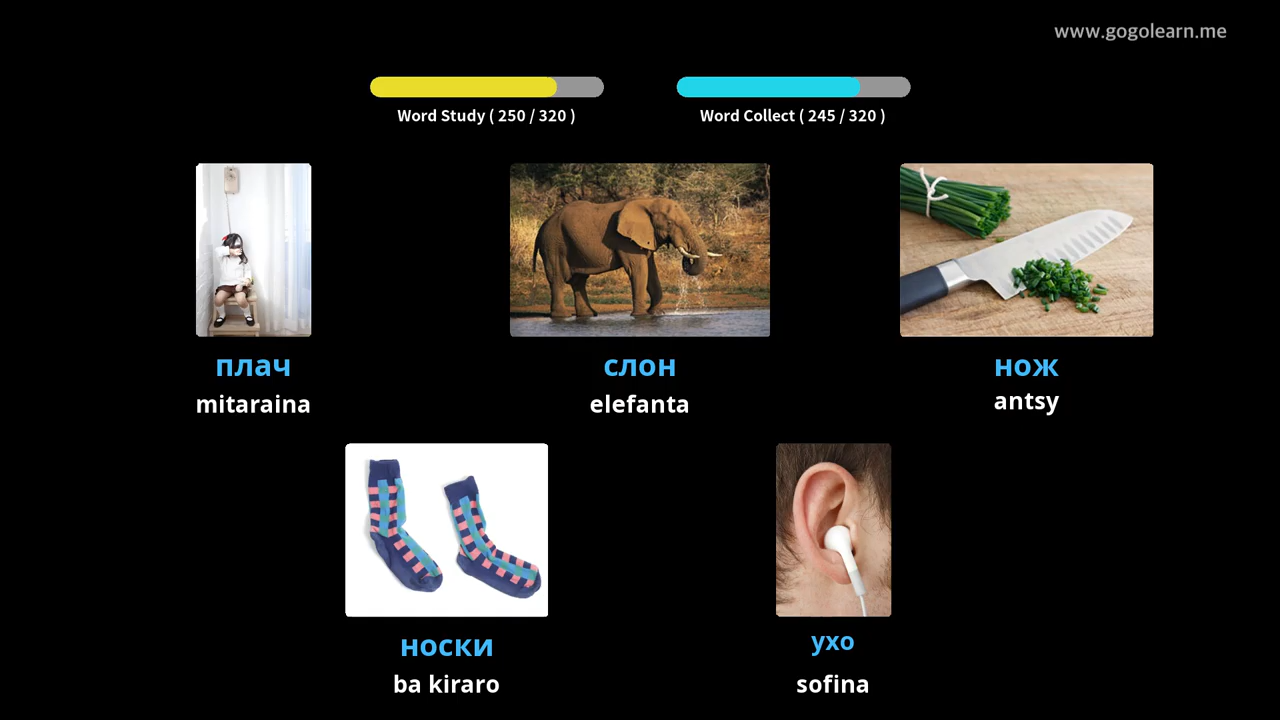 www.gogolearn.me
Word Study ( 250 / 320 )
Word Collect ( 245 / 320 )
плач
mitaraina
слон
elefanta
нож
antsy
носки
ba kiraro
ухо
sofina